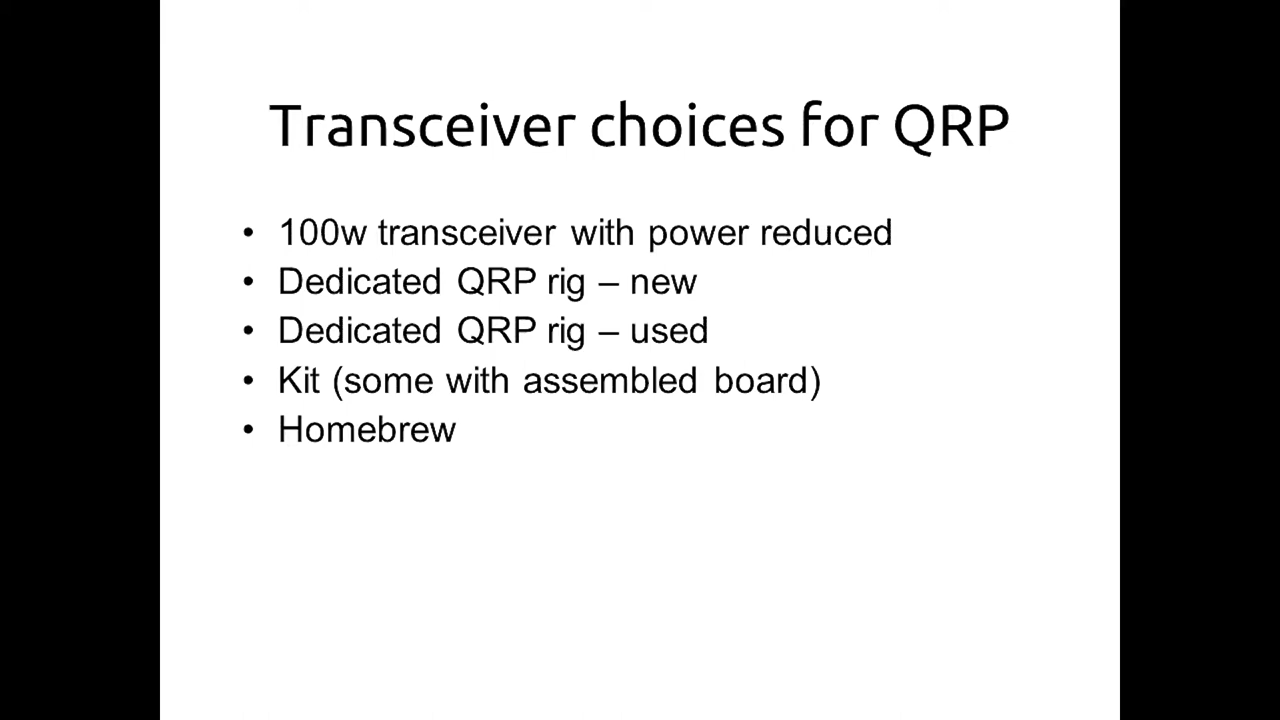 Transceiver choices for QRP
• 100w transceiver with power reduced
• Dedicated QRP rig – new
• Dedicated QRP rig – used
• Kit (some with assembled board)
• Homebrew